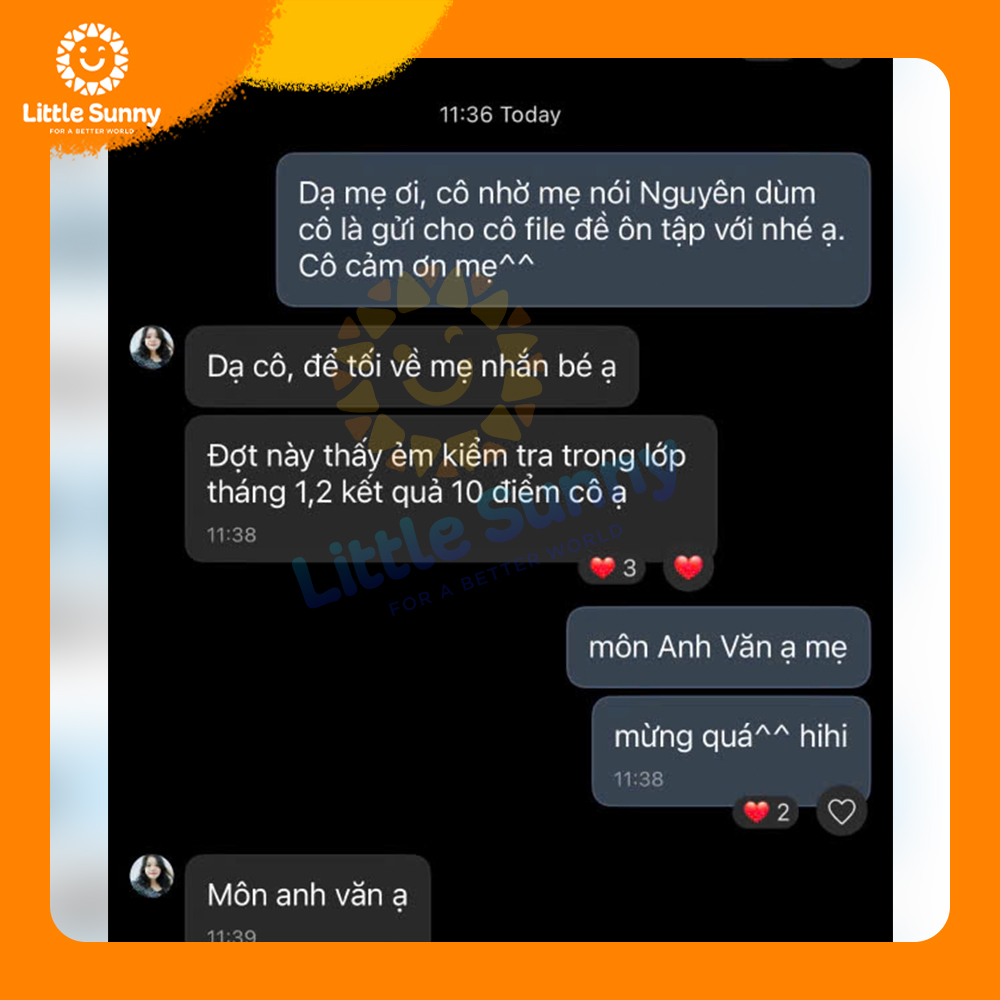 Little Sunny
FOR A BETTER WORLD
11:36 Today
Dạ mẹ ơi, cô nhờ mẹ nói Nguyên dùm
cô là gửi cho cô file đề ôn tập với nhé ạ.
Cô cảm ơn mẹ^^
Dạ cô, để tối về mẹ nhắn bé ạ
Đợt này thấy ẻm kiểm tra trong lớp
tháng 1,2 kết quả 10 điểm cô ạ
11:38
3
Little Sunny
FOR A BETTER WORLD
môn Anh Văn ạ mẹ
mừng quá^^ hihi
11:38
2
Môn anh văn ạ
11:39